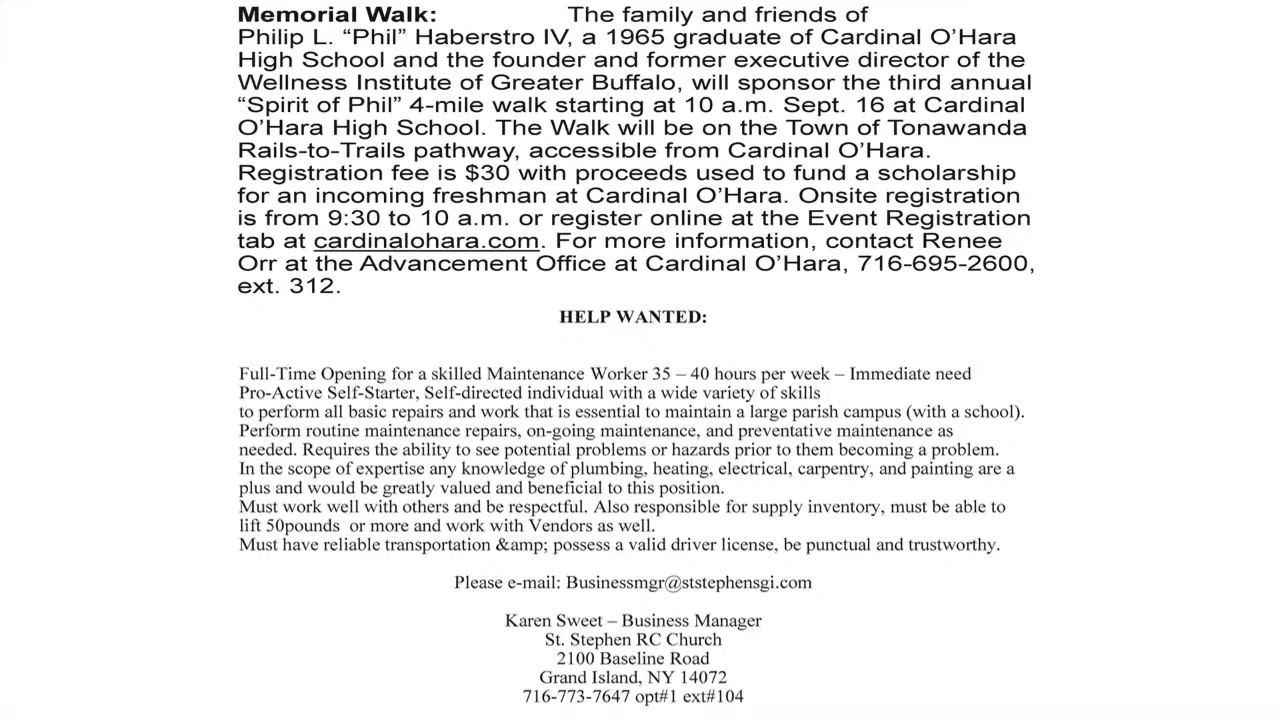 Memorial Walk: The family and friends of
Philip L. “Phil” Haberstro IV, a 1965 graduate of Cardinal O’Hara
High School and the founder and former executive director of the
Wellness Institute of Greater Buffalo, will sponsor the third annual
“Spirit of Phil” 4-mile walk starting at 10 a.m. Sept. 16 at Cardinal
O’Hara High School. The Walk will be on the Town of Tonawanda
Rails-to-Trails pathway, accessible from Cardinal O’Hara.
Registration fee is $30 with proceeds used to fund a scholarship
for an incoming freshman at Cardinal O’Hara. Onsite registration
is from 9:30 to 10 a.m. or register online at the Event Registration
tab at cardinalohara.com. For more information, contact Renee
Orr at the Advancement Office at Cardinal O’Hara, 716-695-2600,
ext. 312.
HELP WANTED:
Full-Time Opening for a skilled Maintenance Worker 35 – 40 hours per week – Immediate need
Pro-Active Self-Starter, Self-directed individual with a wide variety of skills
to perform all basic repairs and work that is essential to maintain a large parish campus (with a school).
Perform routine maintenance repairs, on-going maintenance, and preventative maintenance as
needed. Requires the ability to see potential problems or hazards prior to them becoming a problem.
In the scope of expertise any knowledge of plumbing, heating, electrical, carpentry, and painting are a
plus and would be greatly valued and beneficial to this position.
Must work well with others and be respectful. Also responsible for supply inventory, must be able to
lift 50pounds or more and work with Vendors as well.
Must have reliable transportation &amp; possess a valid driver license, be punctual and trustworthy.
Please e-mail: Businessmgr@ststephensgi.com
Karen Sweet – Business Manager
St. Stephen RC Church
2100 Baseline Road
Grand Island, NY 14072
716-773-7647 opt#1 ext#104